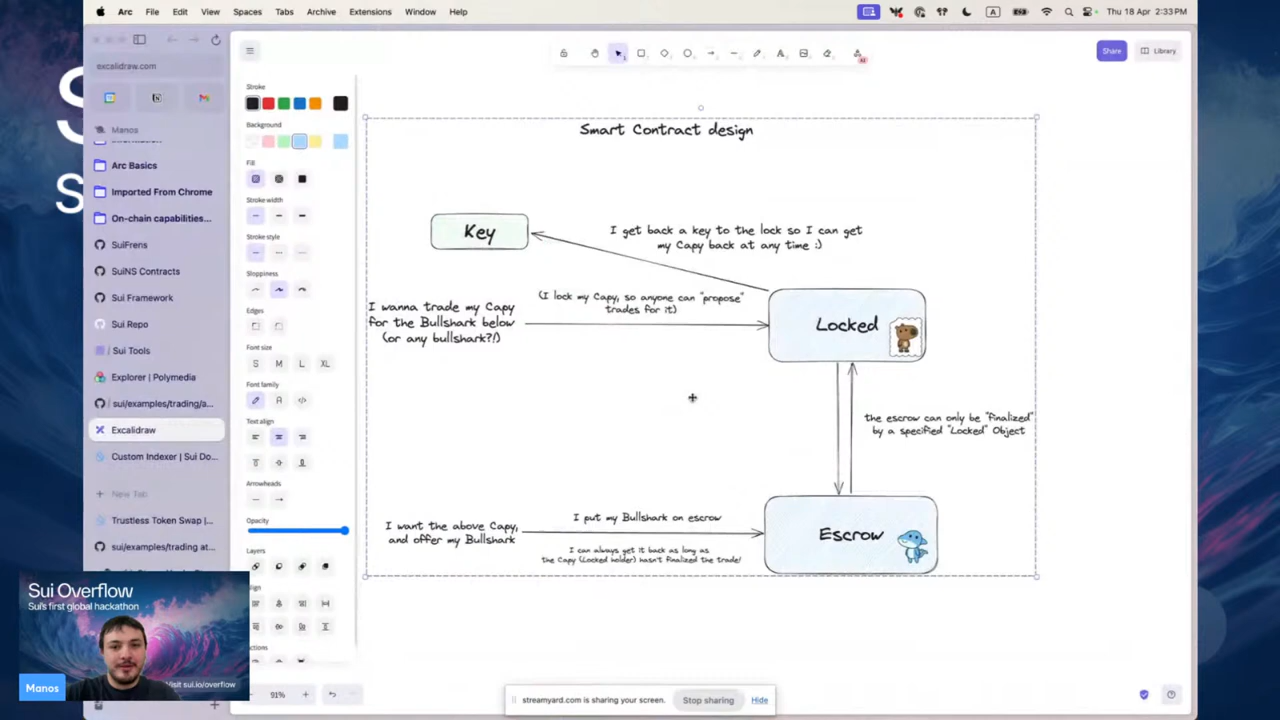 Arc File Edit View Spaces Tabs Archive Extensions Window Help
A
Thu 18 Apr 2:33 PM
excalidraw.com
Manos
Arc Basics
Imported From Chrome
On-chain capabilities...
SuiFrens
SuiNS Contracts
Sui Framework
Sui Repo
Sui Tools
Explorer | Polymedia
sui/examples/trading/a...
Excalidraw
Custom Indexer | Sui Do...
New Tab
Trustless Token Swap |...
sui/examples/trading at...
Stroke
Background
Fill
Stroke width
Stroke style
Sloppiness
Edges
Font size
S M L XL
Font family
A
Text align
Arrowheads
Opacity
Layers
Share
Library
Smart Contract design
Key
I get back a key to the lock so I can get
my Capy back at any time :)
I wanna trade my Capy
for the Bullshark below
(or any bullshark?!)
(I lock my Capy, so anyone can "propose"
trades for it)
Locked
the escrow can only be "finalized"
by a specified "Locked" Object
I want the above Capy,
and offer my Bullshark
I put my Bullshark on escrow
I can always get it back as long as
the Capy (Locked holder) hasn't finalized the trade!
Escrow
91%
Sui Overflow
Sui's first global hackathon
Manos
Visit sui.io/overflow
streamyard.com is sharing your screen.
Stop sharing
Hide